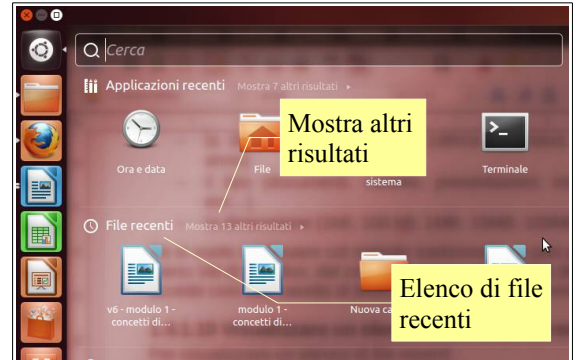 Cerca
Applicazioni recenti Mostra 7 altri risultati
Mostra altri
risultati
Ora e data
File
sistema
Terminale
File recenti Mostra 13 altri risultati
v6 - modulo 1 -
concetti di...
modulo 1 -
concetti di...
Nuova ca
Elenco di file
recenti